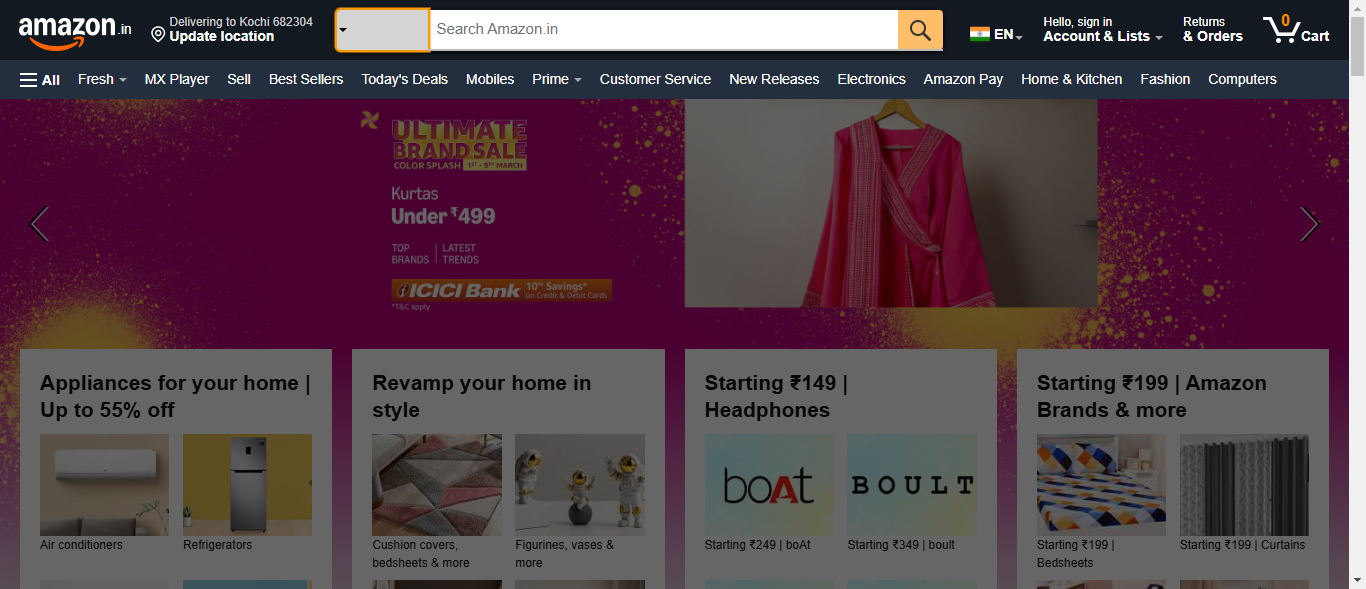 amazon.in
Delivering to Kochi 682304
Update location
Search Amazon.in
EN
Hello, sign in
Account & Lists
Returns
& Orders
0
Cart
All
Fresh
MX Player
Sell
Best Sellers
Today's Deals
Mobiles
Prime
Customer Service
New Releases
Electronics
Amazon Pay
Home & Kitchen
Fashion
Computers
ULTIMATE
BRAND SALE
COLOR SPLASH 1ST - 5TH MARCH
Kurtas
Under ₹499
TOP BRANDS | LATEST TRENDS
ICICI Bank 10% Savings* on Credit & Debit Cards
*T&C apply
Appliances for your home |
Up to 55% off
Air conditioners
Refrigerators
Revamp your home in
style
Cushion covers,
bedsheets & more
Figurines, vases &
more
Starting ₹149 |
Headphones
boAt
BOULT
Starting ₹249 | boAt
Starting ₹349 | boult
Starting ₹199 | Amazon
Brands & more
Starting ₹199 |
Bedsheets
Starting ₹199 | Curtains